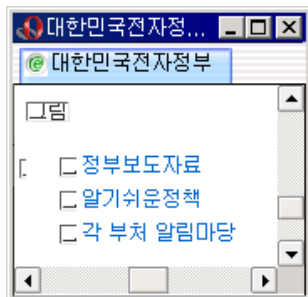 대한민국전자정...
대한민국전자정부
그림
정부보도자료
알기쉬운정책
각 부처 알림마당